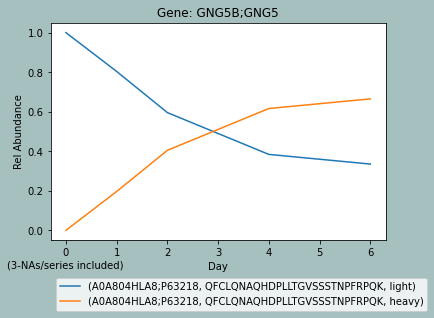 Gene: GNG5B;GNG5
1.0
0.8
0.6
0.4
0.2
0.0
Rel Abundance
0 1 2 3 4 5 6
(3-NAs/series included)
Day
(A0A804HLA8;P63218, QFCLQNAQHDPLLTGVSSSTNPFRPQK, light)
(A0A804HLA8;P63218, QFCLQNAQHDPLLTGVSSSTNPFRPQK, heavy)